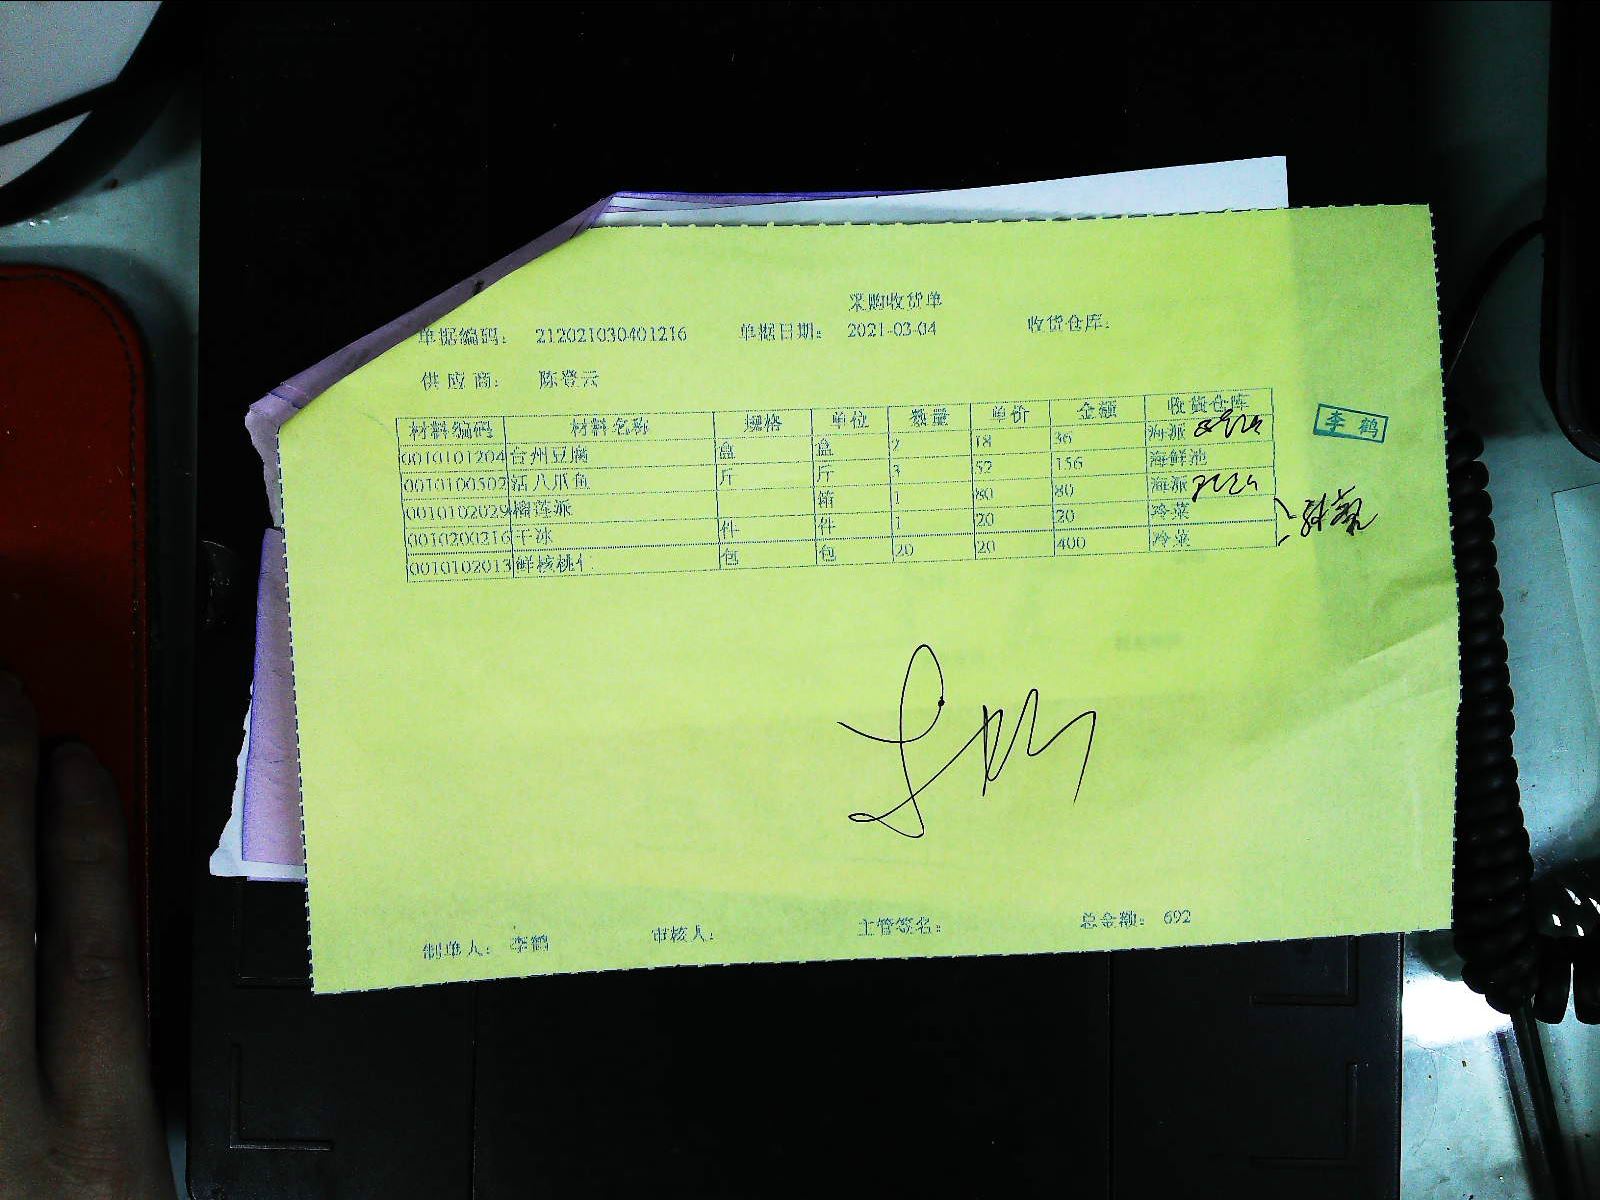 采购收货单
单据编码： 212021030401216 单据日期： 2021-03-04 收货仓库：
供应商： 陈登云
材料编码 材料名称 规格 单位 数量 单价 金额 收货仓库
0010101204 台州豆腐 盒 盒 2 18 36 海派
0010100502 活八爪鱼 斤 斤 3 52 156 海鲜池
0010102029 榴莲派 箱 1 80 80 海派
0010200216 干冰 件 件 1 20 20 冷菜
0010102013 鲜核桃仁 包 包 20 20 400 冷菜
李鹤
制单人： 李鹤 审核人： 主管签名： 总金额： 692